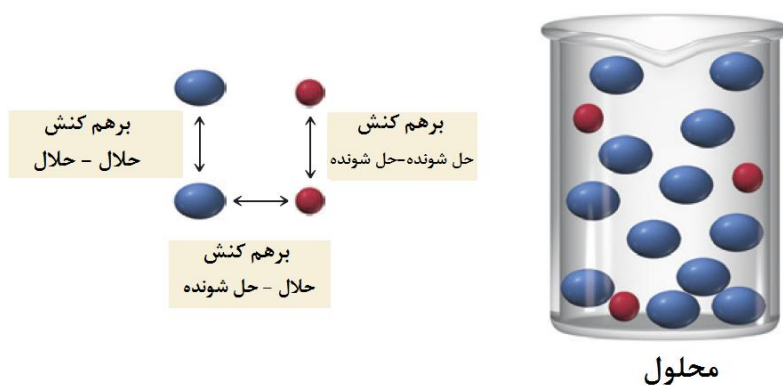 برهم کنش
حلال - حلال
برهم کنش
حل شونده-حل شونده
برهم کنش
حلال - حل شونده
محلول